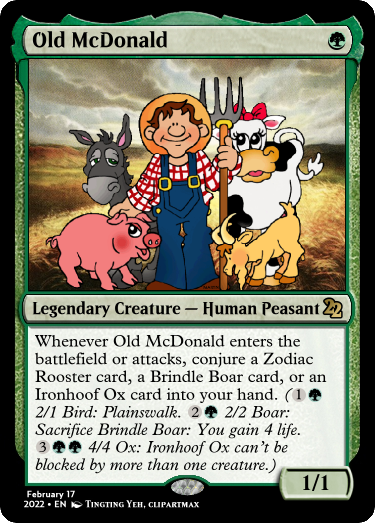 Old McDonald
Legendary Creature — Human Peasant 22
Whenever Old McDonald enters the
battlefield or attacks, conjure a Zodiac
Rooster card, a Brindle Boar card, or an
Ironhoof Ox card into your hand. (1
2/1 Bird: Plainswalk. 2 2/2 Boar:
Sacrifice Brindle Boar: You gain 4 life.
3 4/4 Ox: Ironhoof Ox can't be
blocked by more than one creature.)
1/1
February 17
2022 • EN Tingting Yeh, clipartmax